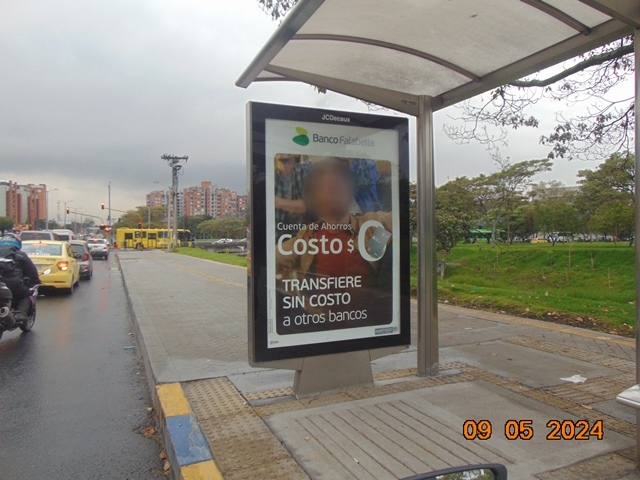 JCDecaux
Banco Falabella
Cuenta de Ahorros
Costo $0
TRANSFIERE
SIN COSTO
a otros bancos
09 05 2024